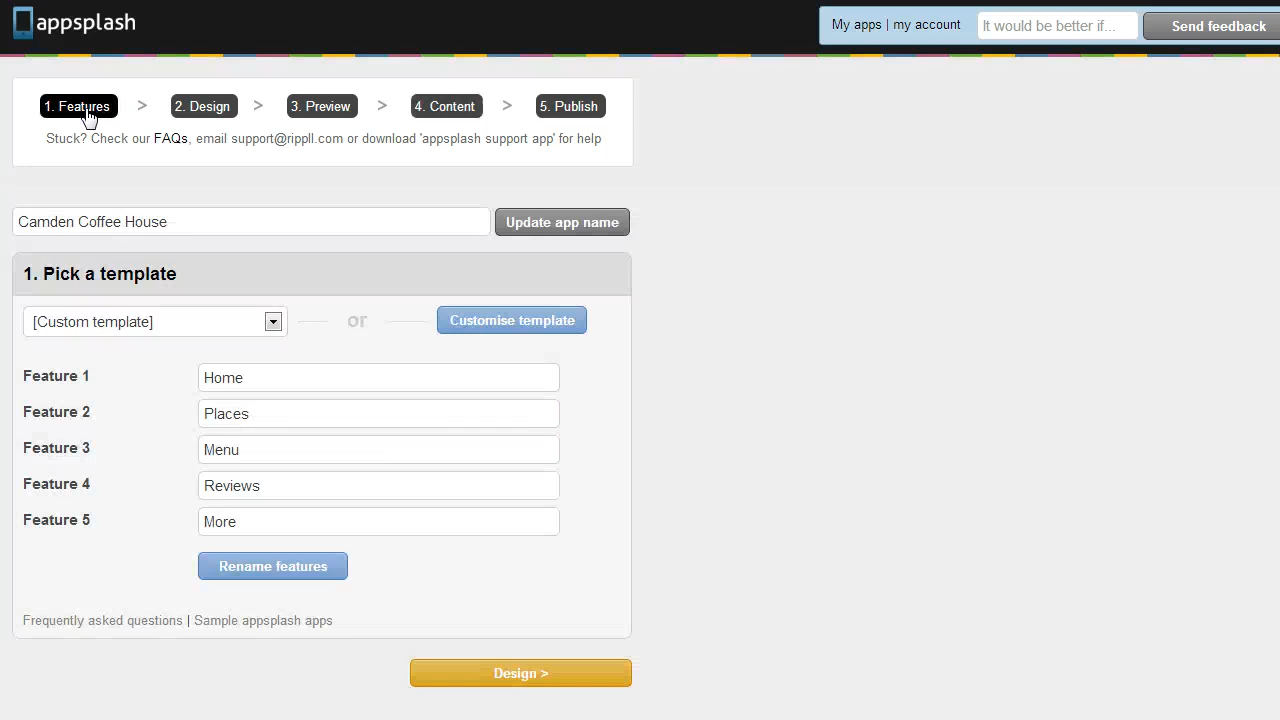 appsplash
My apps | my account
It would be better if...
Send feedback
1. Features > 2. Design > 3. Preview > 4. Content > 5. Publish
Stuck? Check our FAQs, email support@rippll.com or download 'appsplash support app' for help
Camden Coffee House
Update app name
1. Pick a template
[Custom template]
or
Customise template
Feature 1 Home
Feature 2 Places
Feature 3 Menu
Feature 4 Reviews
Feature 5 More
Rename features
Frequently asked questions | Sample appsplash apps
Design >